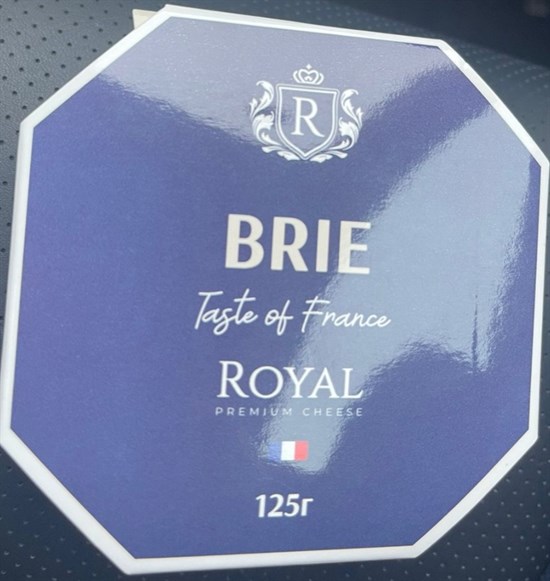 R
BRIE
Taste of France
ROYAL
PREMIUM CHEESE
125г